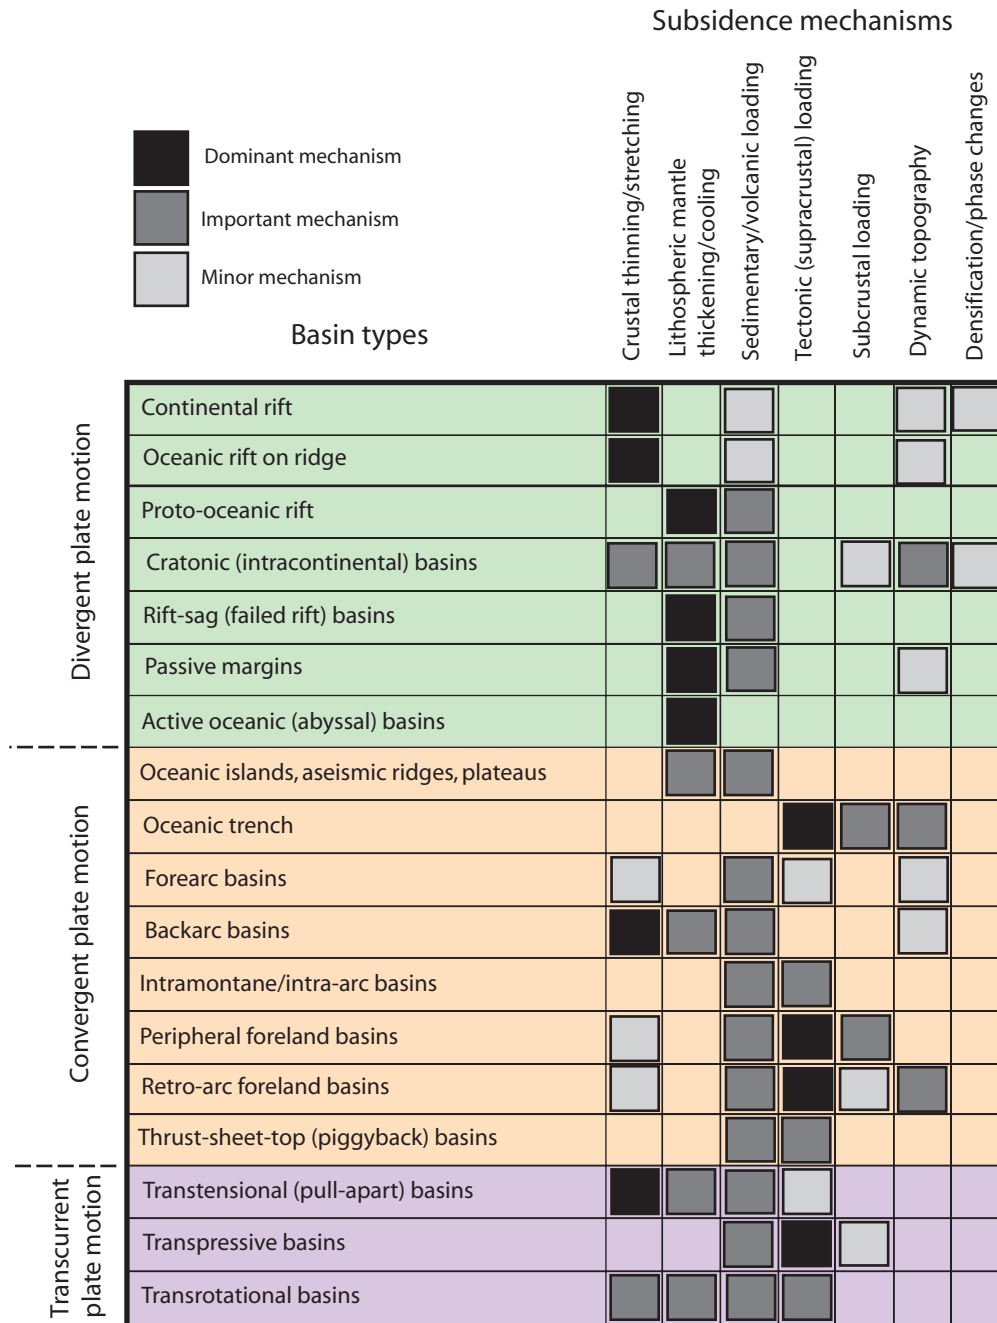 Subsidence mechanisms
Dominant mechanism
Important mechanism
Minor mechanism
Crustal thinning/stretching
Lithospheric mantle
thickening/cooling
Sedimentary/volcanic loading
Tectonic (supracrustal) loading
Subcrustal loading
Dynamic topography
Densification/phase changes
Basin types
Divergent plate motion
Continental rift
Oceanic rift on ridge
Proto-oceanic rift
Cratonic (intracontinental) basins
Rift-sag (failed rift) basins
Passive margins
Active oceanic (abyssal) basins
Convergent plate motion
Oceanic islands, aseismic ridges, plateaus
Oceanic trench
Forearc basins
Backarc basins
Intramontane/intra-arc basins
Peripheral foreland basins
Retro-arc foreland basins
Thrust-sheet-top (piggyback) basins
Transcurrent
plate motion
Transtensional (pull-apart) basins
Transpressive basins
Transrotational basins